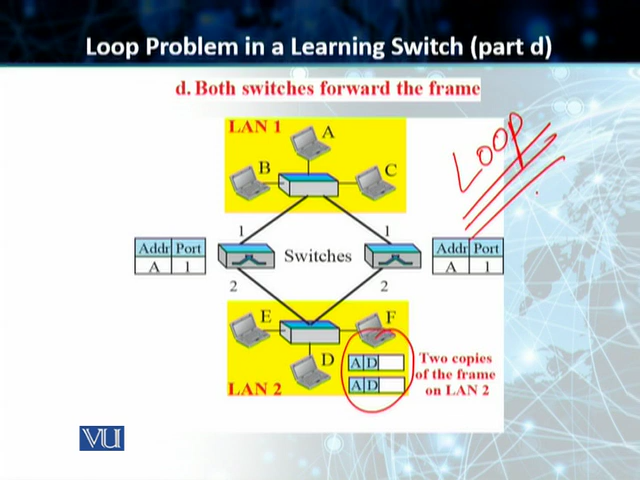 Loop Problem in a Learning Switch (part d)
d. Both switches forward the frame
LAN 1
A
B
C
LOOP
1
1
Addr Port
A 1
Switches
Addr Port
A 1
2
2
E
F
D
A D
A D
Two copies
of the frame
on LAN 2
LAN 2
VU